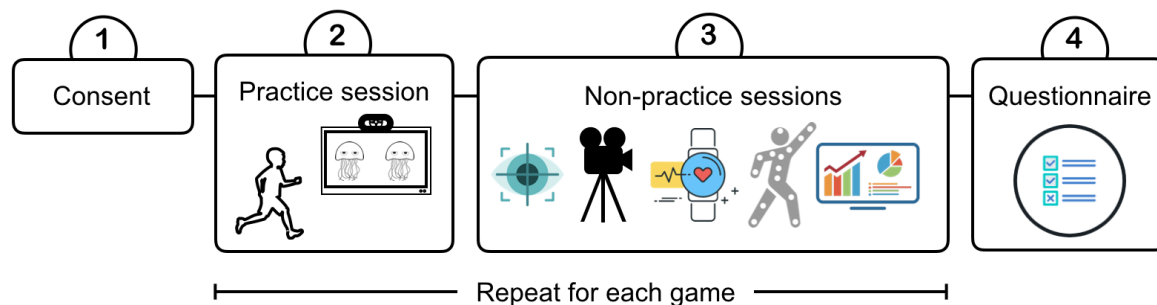 1
Consent
2
Practice session
3
Non-practice sessions
4
Questionnaire
Repeat for each game